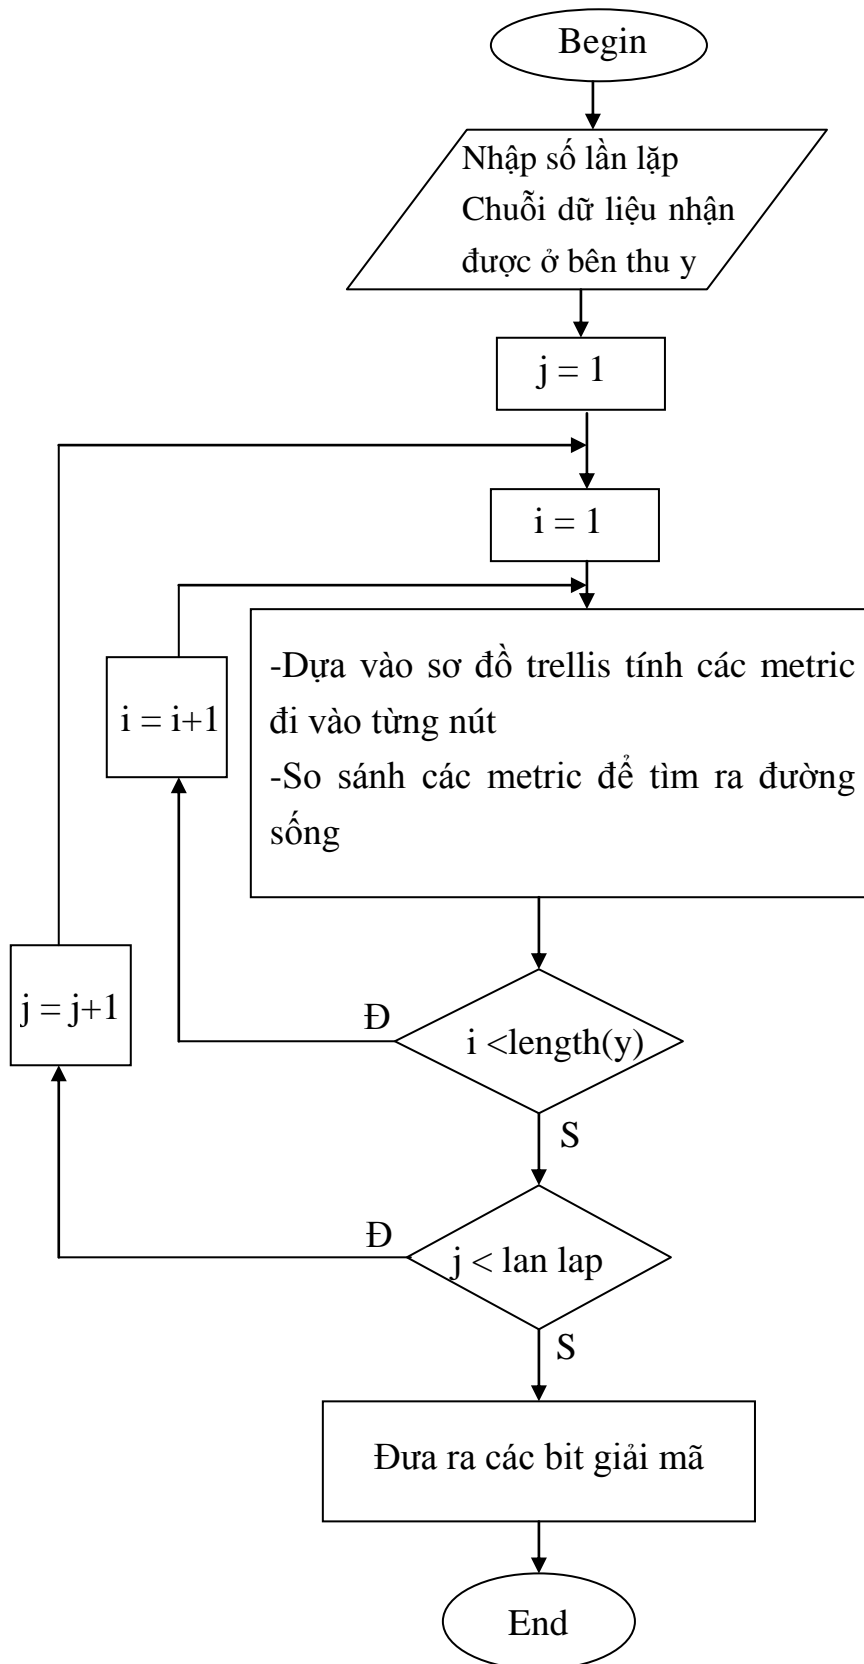 Begin
Nhập số lần lặp
Chuỗi dữ liệu nhận
được ở bên thu y
j = 1
i = 1
-Dựa vào sơ đồ trellis tính các metric
đi vào từng nút
-So sánh các metric để tìm ra đường
sống
i = i+1
j = j+1
Đ
i <length(y)
S
Đ
j < lan lap
S
Đưa ra các bit giải mã
End